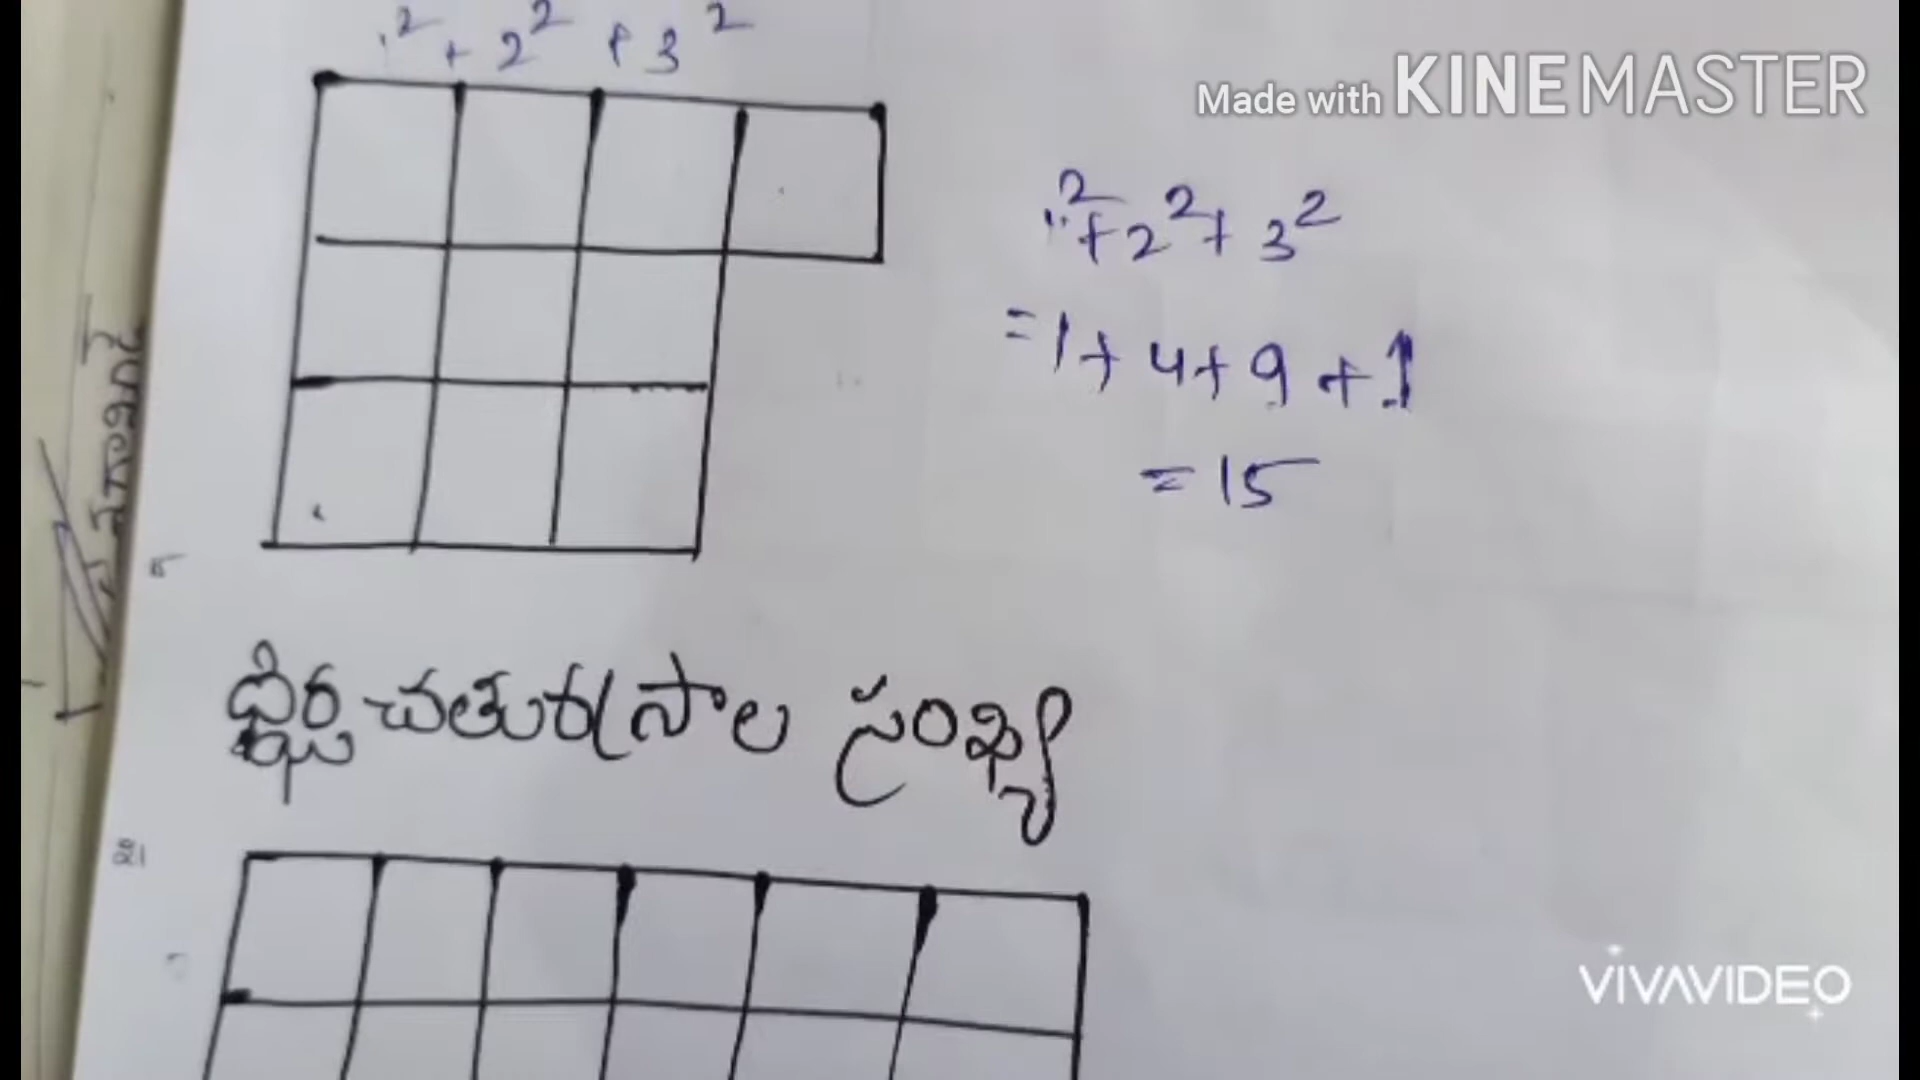 1² + 2² + 3²
Made with KINEMASTER
1² + 2² + 3²
= 1 + 4 + 9 + 1
= 15
చతురస్రాల సంఖ్య
VIVAVIDEO